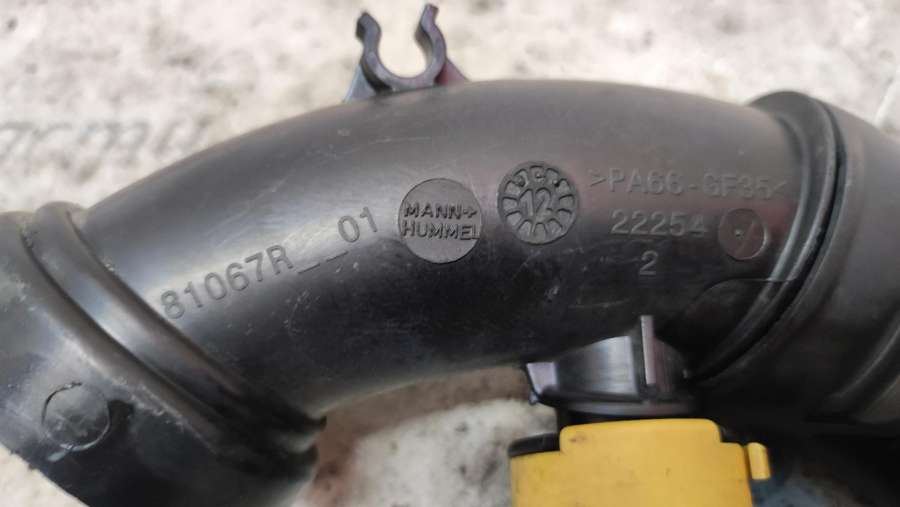 81067R__01
MANN+
HUMMEL
12
>PA66-GF35<
22254
2